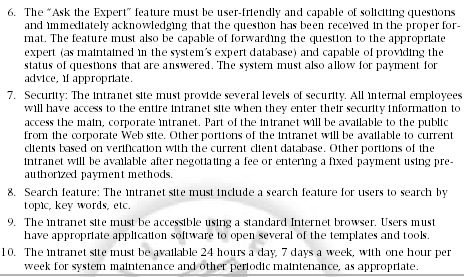 6. The “Ask the Expert” feature must be user-friendly and capable of soliciting questions
and immediately acknowledging that the question has been received in the proper for-
mat. The feature must also be capable of forwarding the question to the appropriate
expert (as maintained in the system’s expert database) and capable of providing the
status of questions that are answered. The system must also allow for payment for
advice, if appropriate.
7. Security: The intranet site must provide several levels of security. All internal employees
will have access to the entire intranet site when they enter their security information to
access the main, corporate intranet. Part of the intranet will be available to the public
from the corporate Web site. Other portions of the intranet will be available to current
clients based on verification with the current client database. Other portions of the
intranet will be available after negotiating a fee or entering a fixed payment using pre-
authorized payment methods.
8. Search feature: The intranet site must include a search feature for users to search by
topic, key words, etc.
9. The intranet site must be accessible using a standard Internet browser. Users must
have appropriate application software to open several of the templates and tools.
10. The intranet site must be available 24 hours a day, 7 days a week, with one hour per
week for system maintenance and other periodic maintenance, as appropriate.